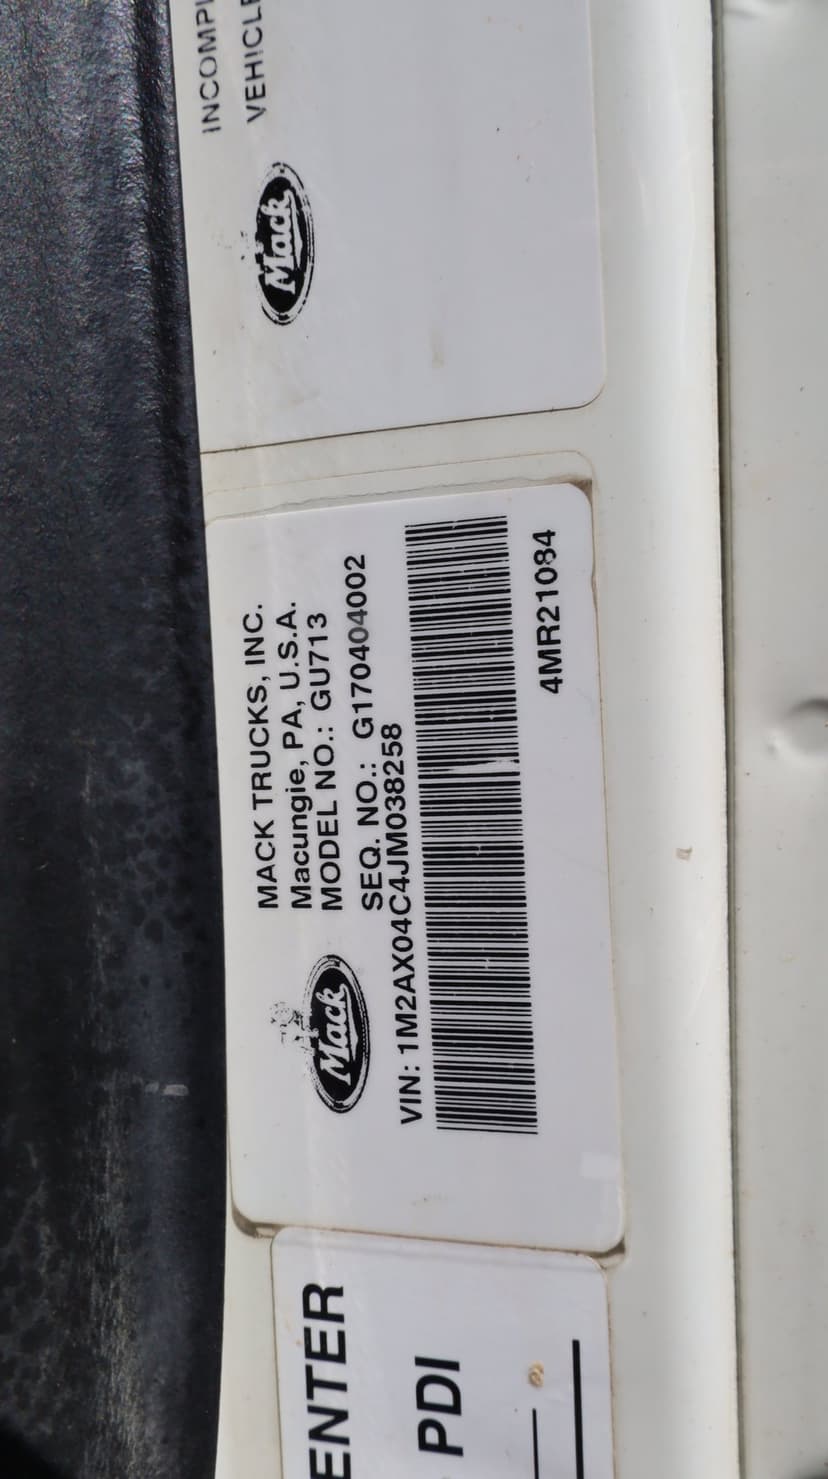 INCOMPL
VEHICLE
Mack
MACK TRUCKS, INC.
Macungie, PA, U.S.A.
MODEL NO.: GU713
SEQ. NO.: G170404002
Mack
VIN: 1M2AX04C4JM038258
4MR21084
ENTER
PDI